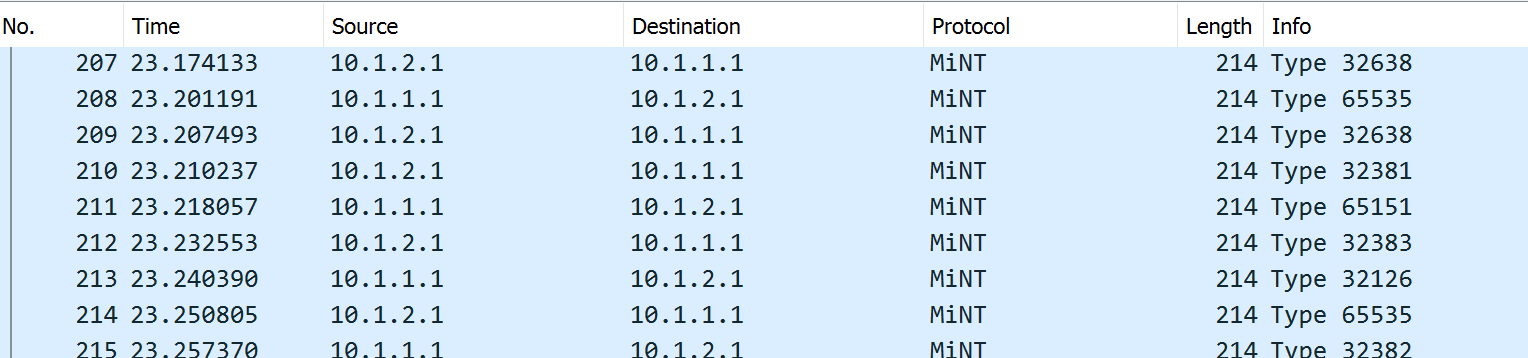 No. Time Source Destination Protocol Length Info
207 23.174133 10.1.2.1 10.1.1.1 MiNT 214 Type 32638
208 23.201191 10.1.1.1 10.1.2.1 MiNT 214 Type 65535
209 23.207493 10.1.2.1 10.1.1.1 MiNT 214 Type 32638
210 23.210237 10.1.2.1 10.1.1.1 MiNT 214 Type 32381
211 23.218057 10.1.1.1 10.1.2.1 MiNT 214 Type 65151
212 23.232553 10.1.2.1 10.1.1.1 MiNT 214 Type 32383
213 23.240390 10.1.1.1 10.1.2.1 MiNT 214 Type 32126
214 23.250805 10.1.2.1 10.1.1.1 MiNT 214 Type 65535
215 23.257370 10.1.1.1 10.1.2.1 MiNT 214 Type 32382